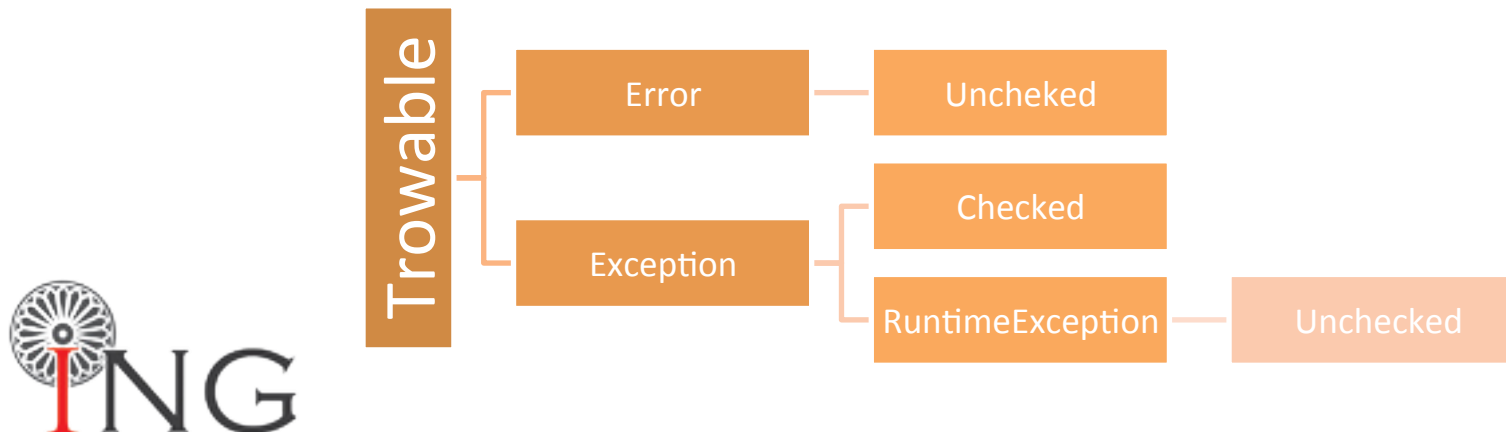 Trowable
Error
Uncheked
Exception
Checked
RuntimeException
Unchecked
ING